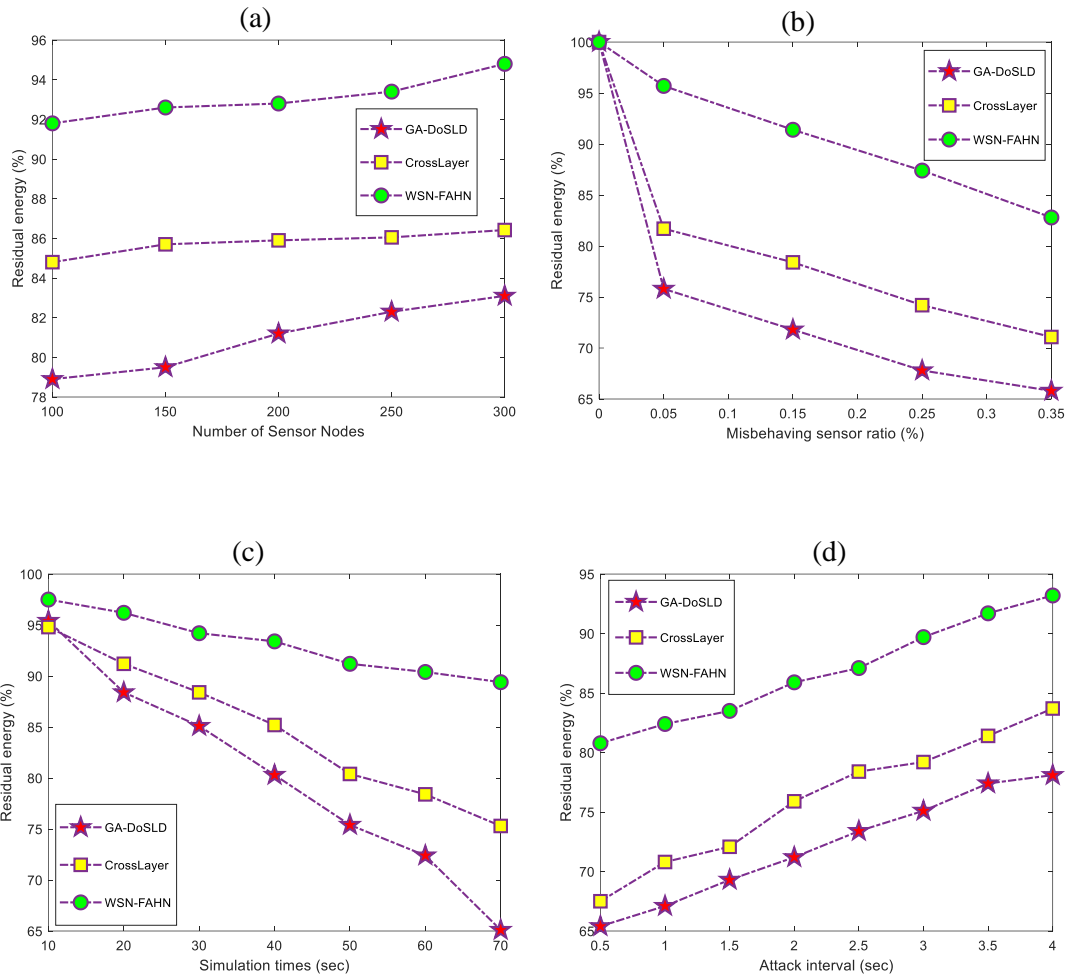 (a)
96
94
92
90
88
86
84
82
80
78
100 150 200 250 300
Number of Sensor Nodes
Residual energy (%)
GA-DoSLD
CrossLayer
WSN-FAHN
(b)
100
95
90
85
80
75
70
65
0 0.05 0.1 0.15 0.2 0.25 0.3 0.35
Misbehaving sensor ratio (%)
Residual energy (%)
GA-DoSLD
CrossLayer
WSN-FAHN
(c)
100
95
90
85
80
75
70
65
10 20 30 40 50 60 70
Simulation times (sec)
Residual energy (%)
GA-DoSLD
CrossLayer
WSN-FAHN
(d)
95
90
85
80
75
70
65
0.5 1 1.5 2 2.5 3 3.5 4
Attack interval (sec)
Residual energy (%)
GA-DoSLD
CrossLayer
WSN-FAHN